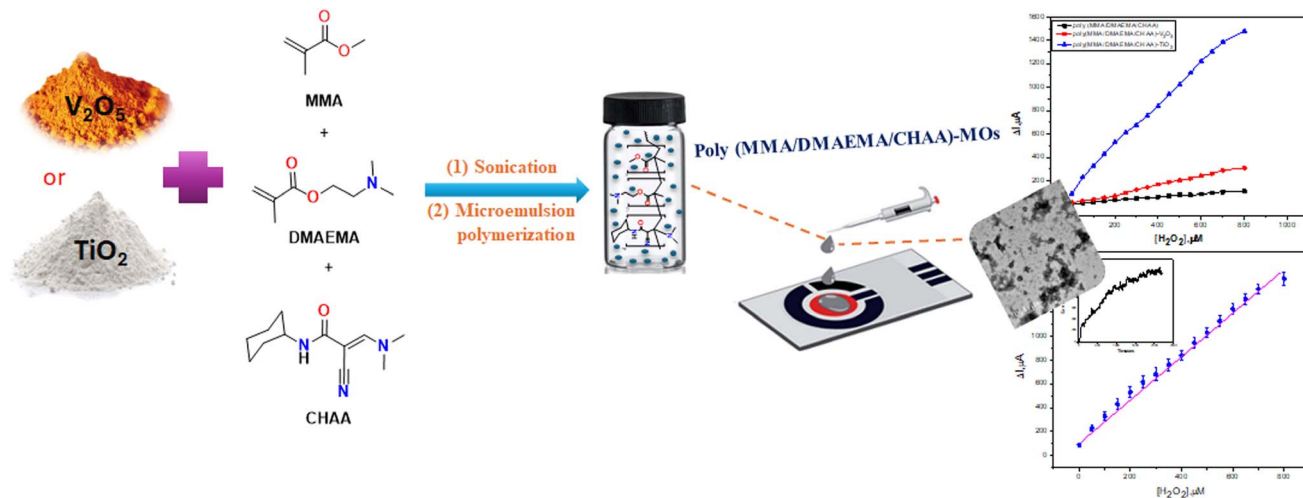 V₂O₅
or
TiO₂
MMA
+
DMAEMA
+
CHAA
O
O
O
O
N
O
N
H
N
N
(1) Sonication
(2) Microemulsion
polymerization
Poly (MMA/DMAEMA/CHAA)-MOs
poly (MMA/DMAEMA/CHAA)
poly(MMA/DMAEMA/CHAA)-V₂O₅
poly(MMA/DMAEMA/CHAA)-TiO₂
ΔI,µA
1600
1400
1200
1000
800
600
400
200
0
0
200
400
600
800
1000
[H₂O₂],µM
ΔI,µA
1000
800
600
400
200
0
0
200
400
600
800
[H₂O₂],µM